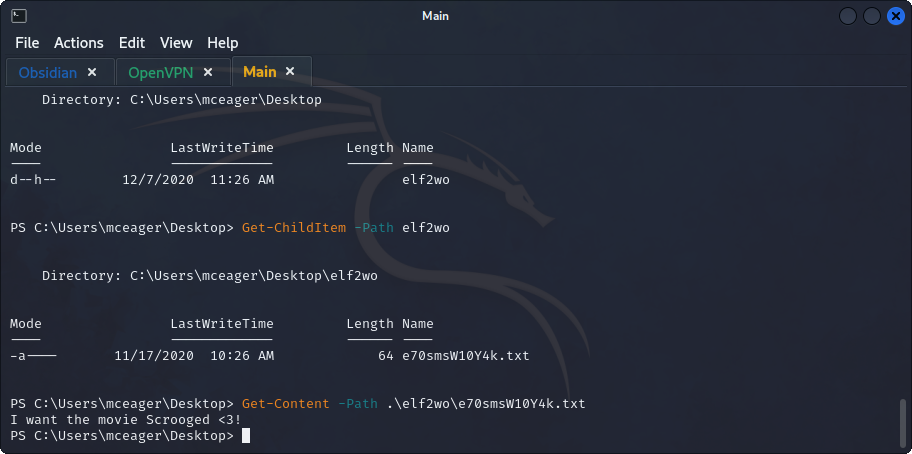 Main
File Actions Edit View Help
Obsidian × OpenVPN × Main ×
Directory: C:\Users\mceager\Desktop
Mode LastWriteTime Length Name
---- ------------- ------ ----
d--h-- 12/7/2020 11:26 AM elf2wo
PS C:\Users\mceager\Desktop> Get-ChildItem -Path elf2wo
Directory: C:\Users\mceager\Desktop\elf2wo
Mode LastWriteTime Length Name
---- ------------- ------ ----
-a---- 11/17/2020 10:26 AM 64 e70smsW10Y4k.txt
PS C:\Users\mceager\Desktop> Get-Content -Path .\elf2wo\e70smsW10Y4k.txt
I want the movie Scrooged <3!
PS C:\Users\mceager\Desktop>